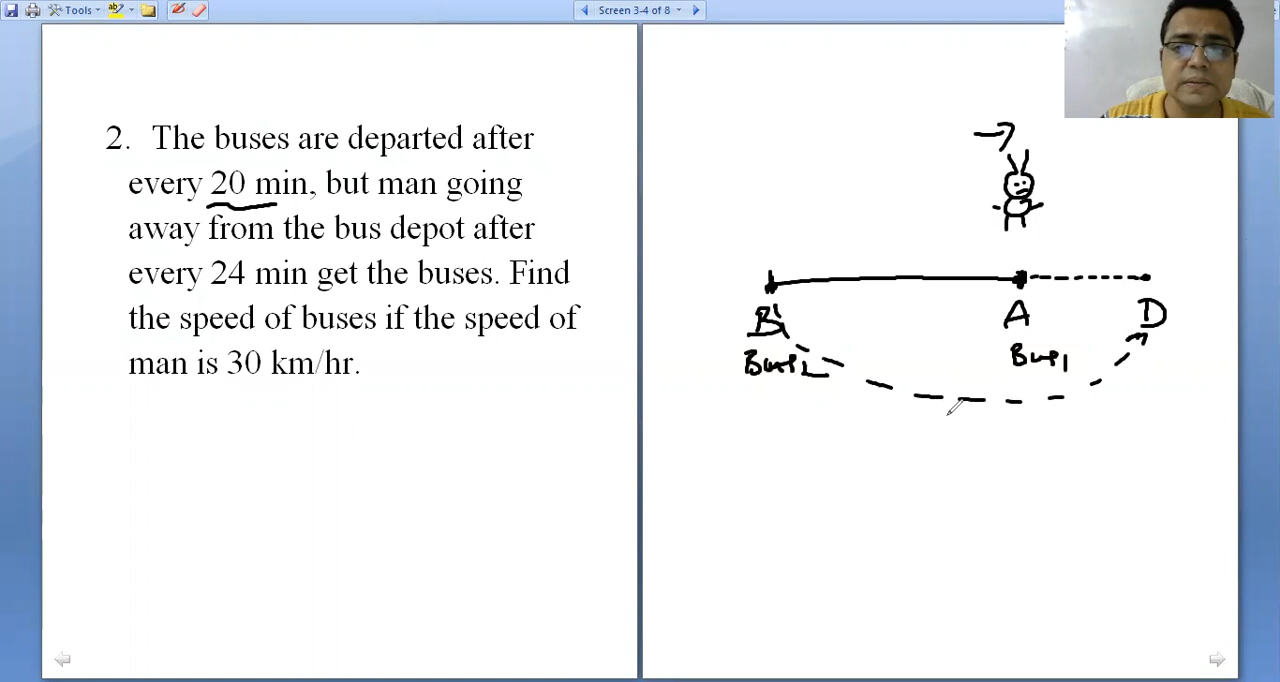 Tools
Screen 3-4 of 8
2. The buses are departed after
every 20 min, but man going
away from the bus depot after
every 24 min get the buses. Find
the speed of buses if the speed of
man is 30 km/hr.
B A D
Bus2 Bus1